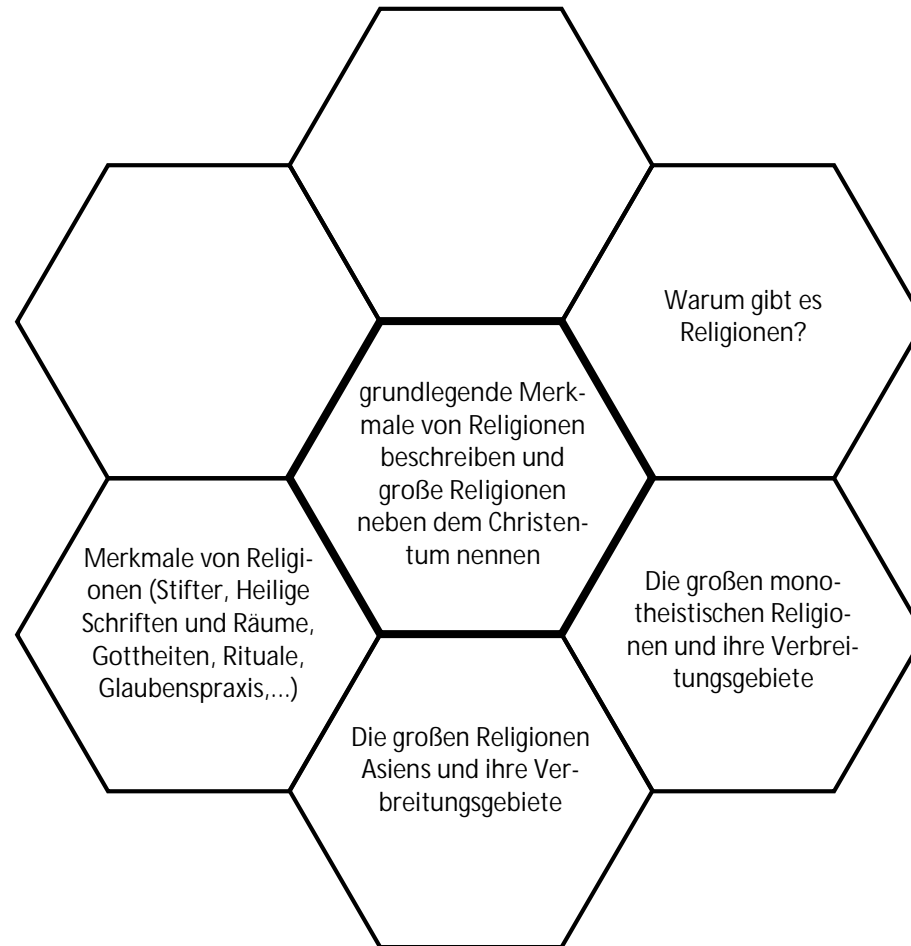 Warum gibt es
Religionen?
grundlegende Merk-
male von Religionen
beschreiben und
große Religionen
neben dem Christen-
tum nennen
Merkmale von Religi-
onen (Stifter, Heilige
Schriften und Räume,
Gottheiten, Rituale,
Glaubenspraxis,...)
Die großen mono-
theistischen Religio-
nen und ihre Verbrei-
tungsgebiete
Die großen Religionen
Asiens und ihre Ver-
breitungsgebiete